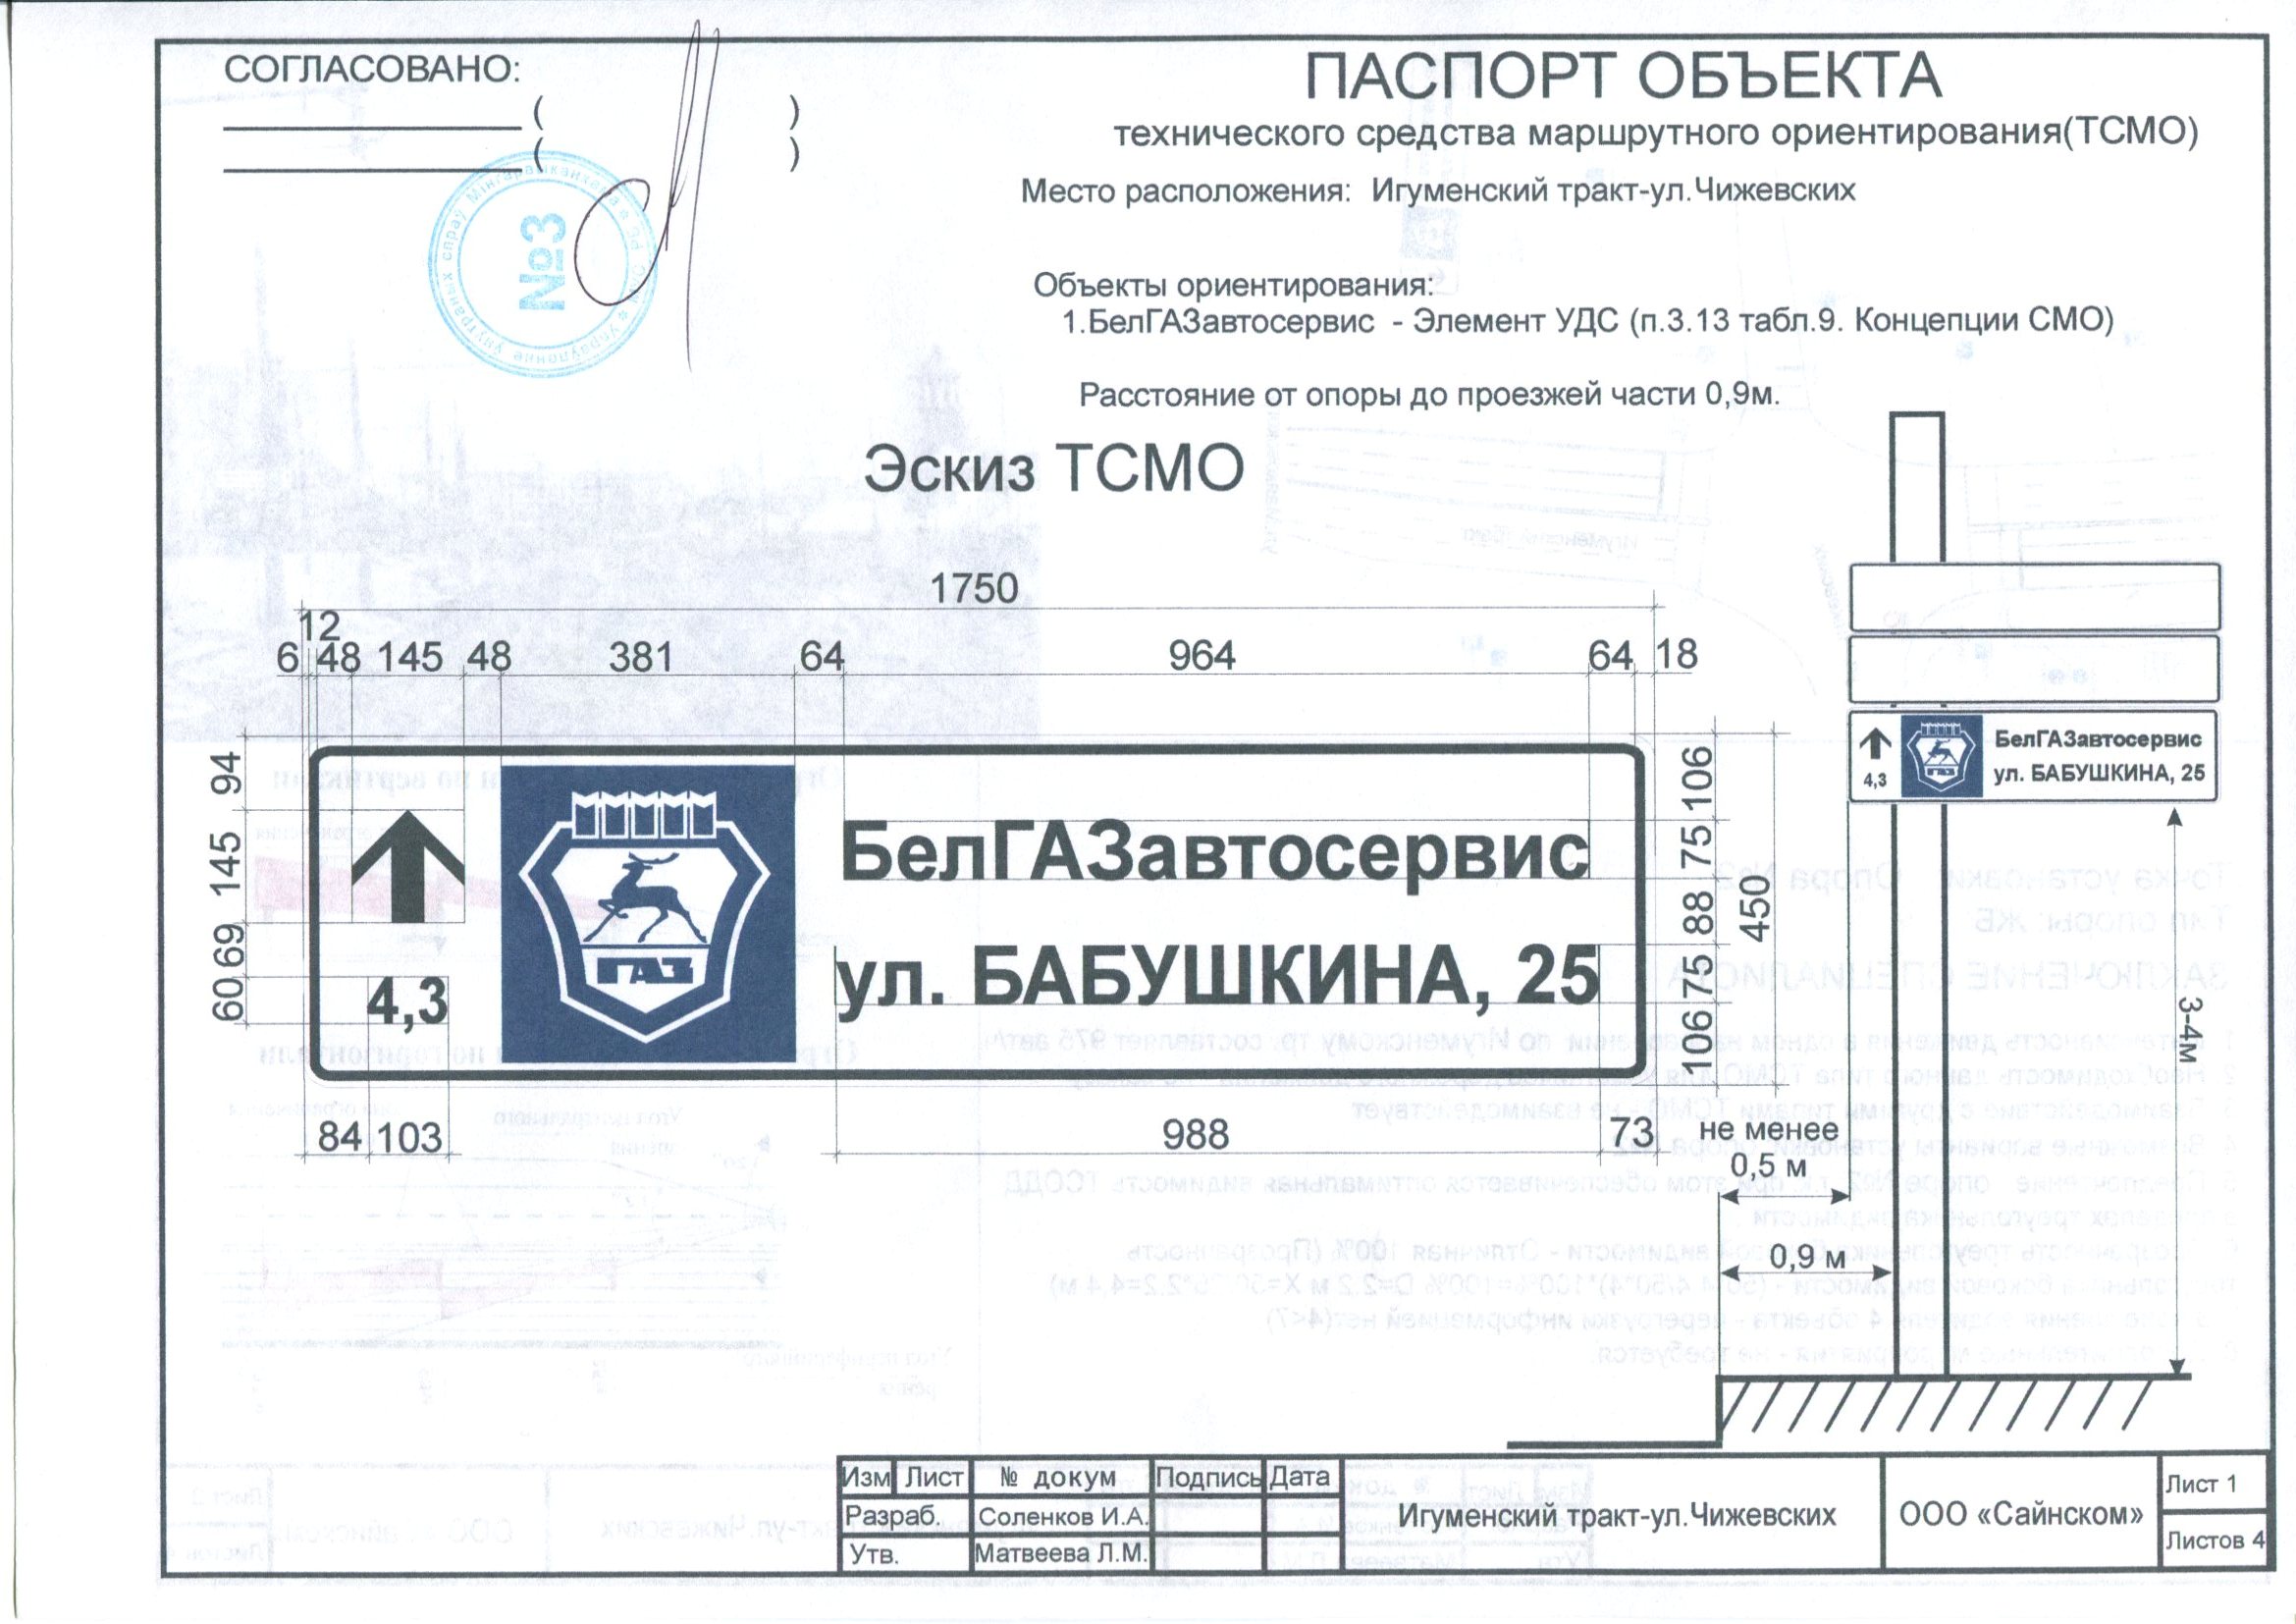 СОГЛАСОВАНО:
( )
( )
№3
ПАСПОРТ ОБЪЕКТА
технического средства маршрутного ориентирования(ТСМО)
Место расположения: Игуменский тракт-ул.Чижевских
Объекты ориентирования:
1.БелГАЗавтосервис - Элемент УДС (п.3.13 табл.9. Концепции СМО)
Расстояние от опоры до проезжей части 0,9м.
Эскиз ТСМО
1750
12
6 48 145 48 381 64 964 64 18
94
145
69
60
4,3
ГАЗ
БелГАЗавтосервис
ул. БАБУШКИНА, 25
106
75
88
75
106
450
84 103 988 73
4,3
ГАЗ
БелГАЗавтосервис
ул. БАБУШКИНА, 25
3-4м
не менее
0,5 м
0,9 м
Изм Лист № докум Подпись Дата
Разраб. Соленков И.А.
Утв. Матвеева Л.М.
Игуменский тракт-ул.Чижевских
ООО «Сайнском»
Лист 1
Листов 4